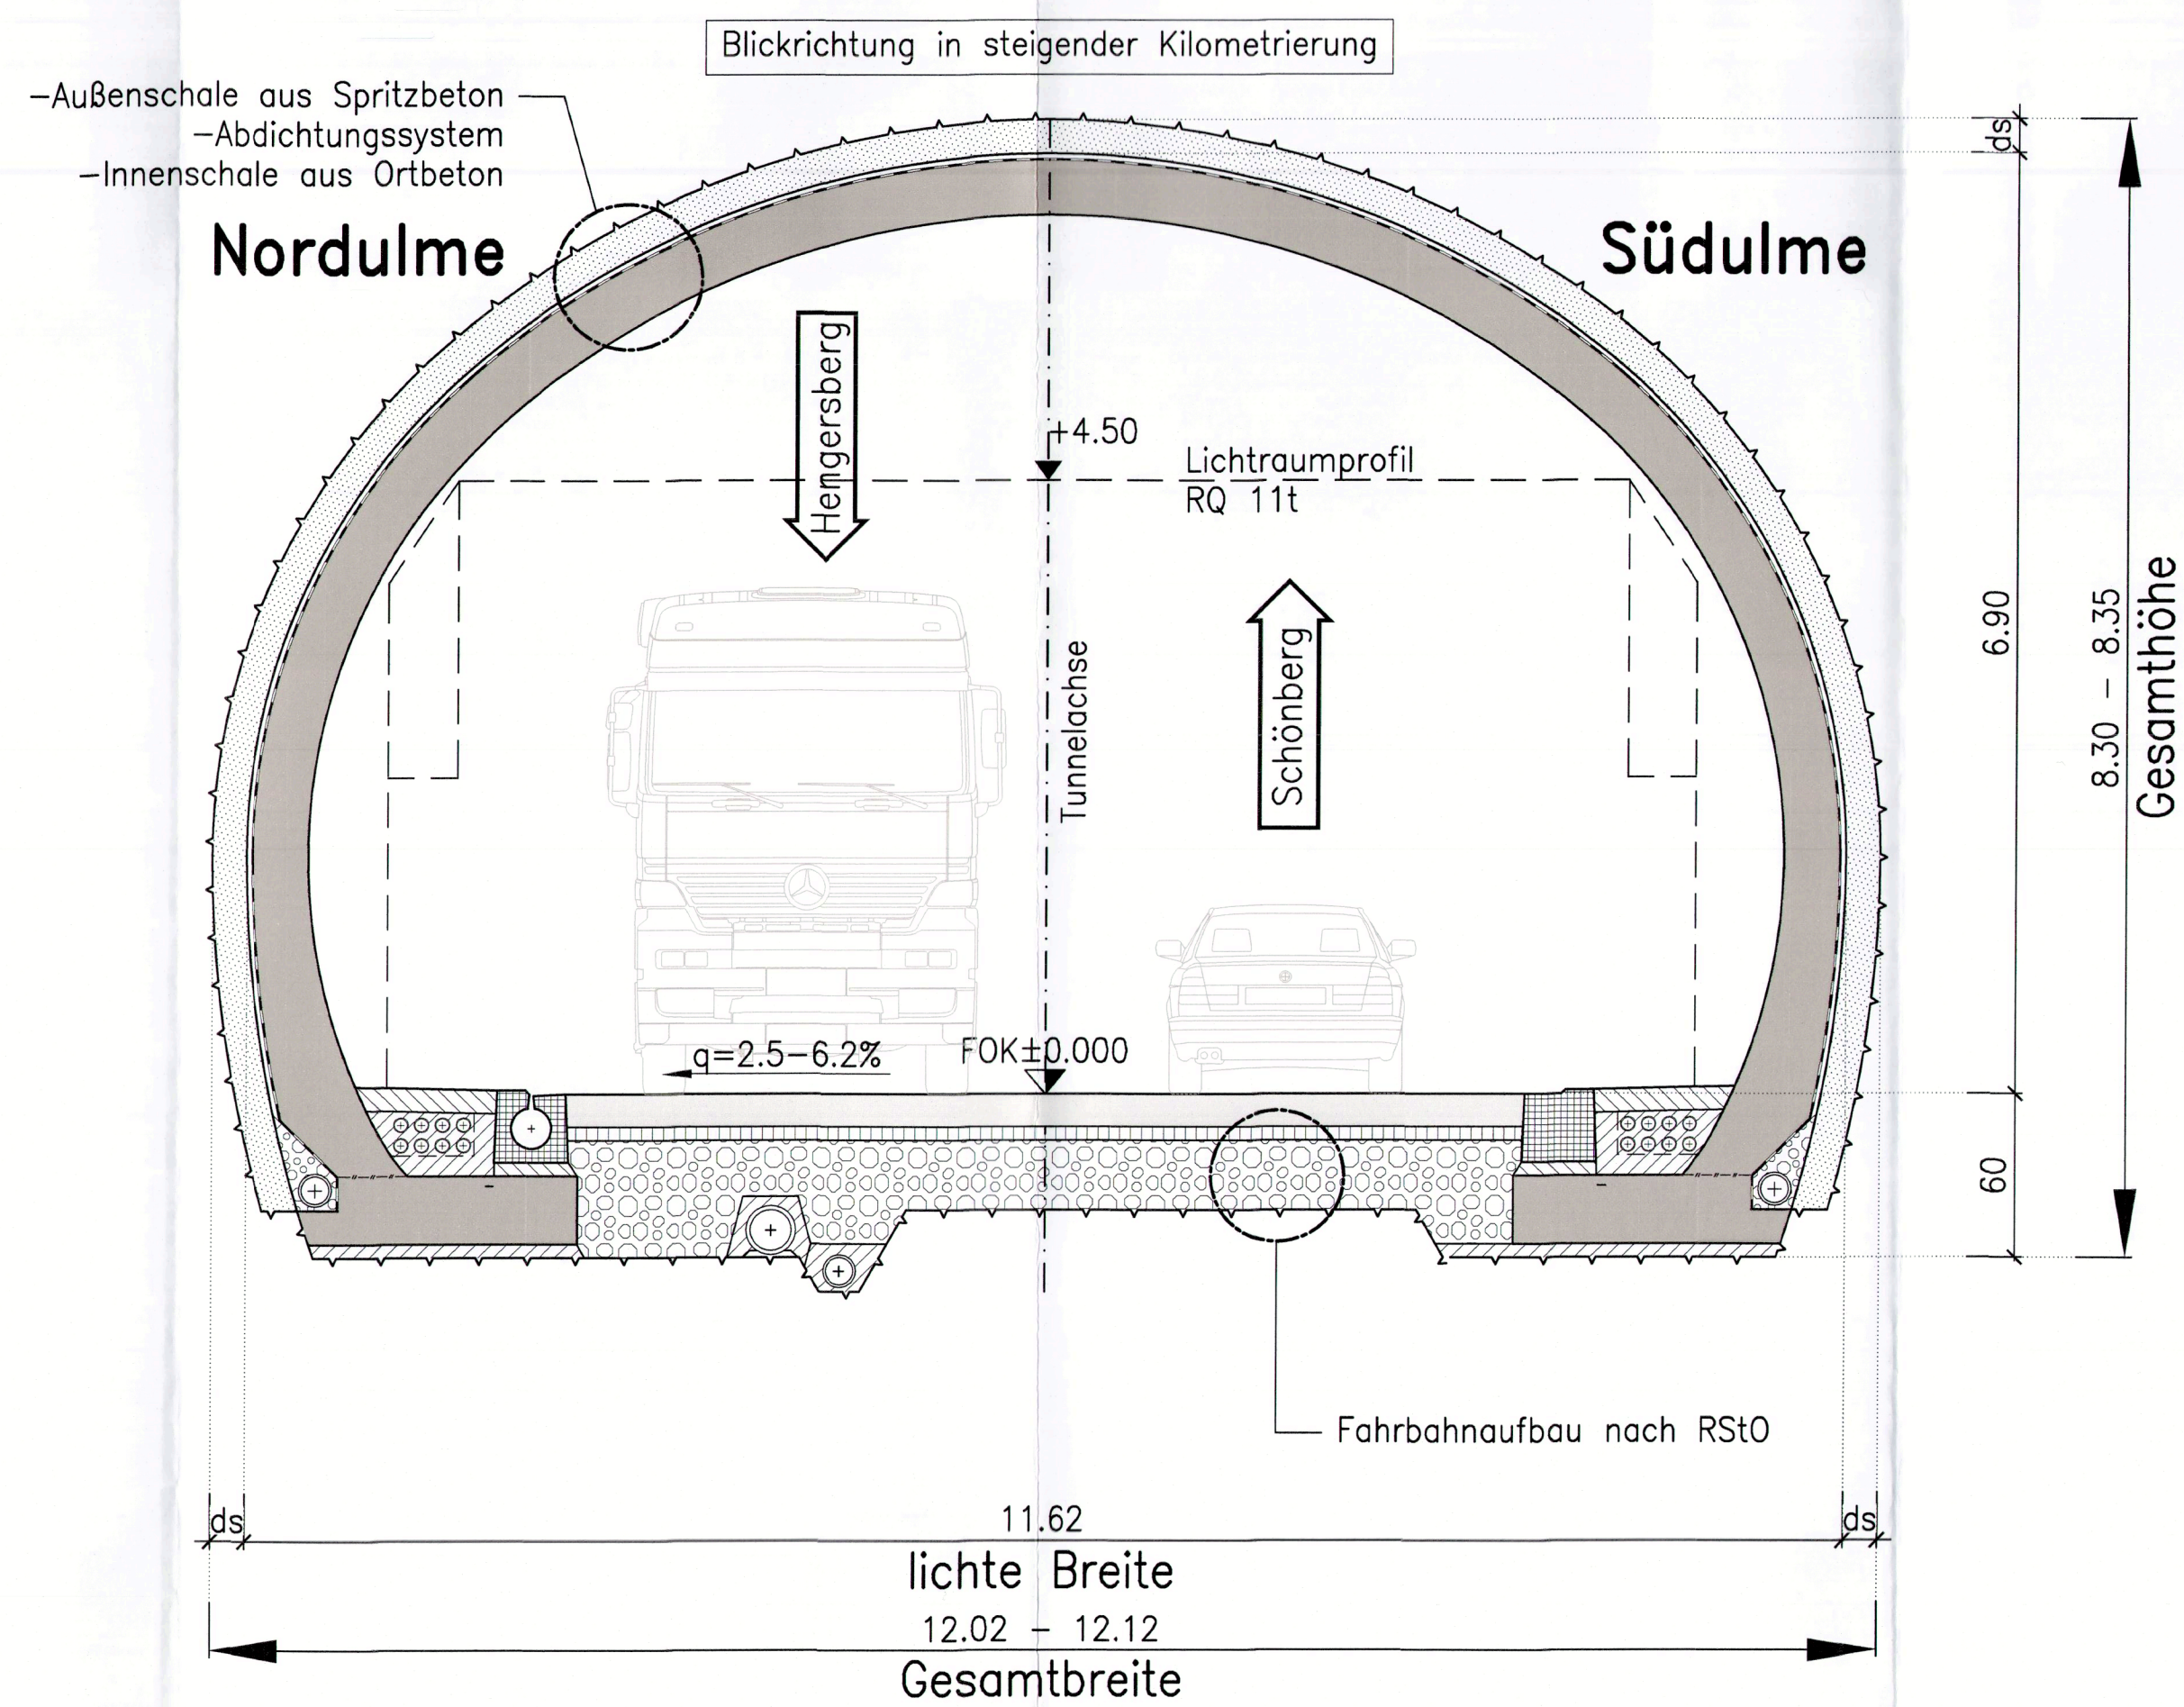 Blickrichtung in steigender Kilometrierung
-Außenschale aus Spritzbeton
-Abdichtungssystem
-Innenschale aus Ortbeton
ds
Nordulme
Südulme
Hengersberg
+4.50
Lichtraumprofil
RQ 11t
Schönberg
Tunnelachse
6.90
8.30 - 8.35
Gesamthöhe
q=2.5-6.2%
FOK±0.000
60
Fahrbahnaufbau nach RStO
ds
11.62
ds
lichte Breite
12.02 - 12.12
Gesamtbreite